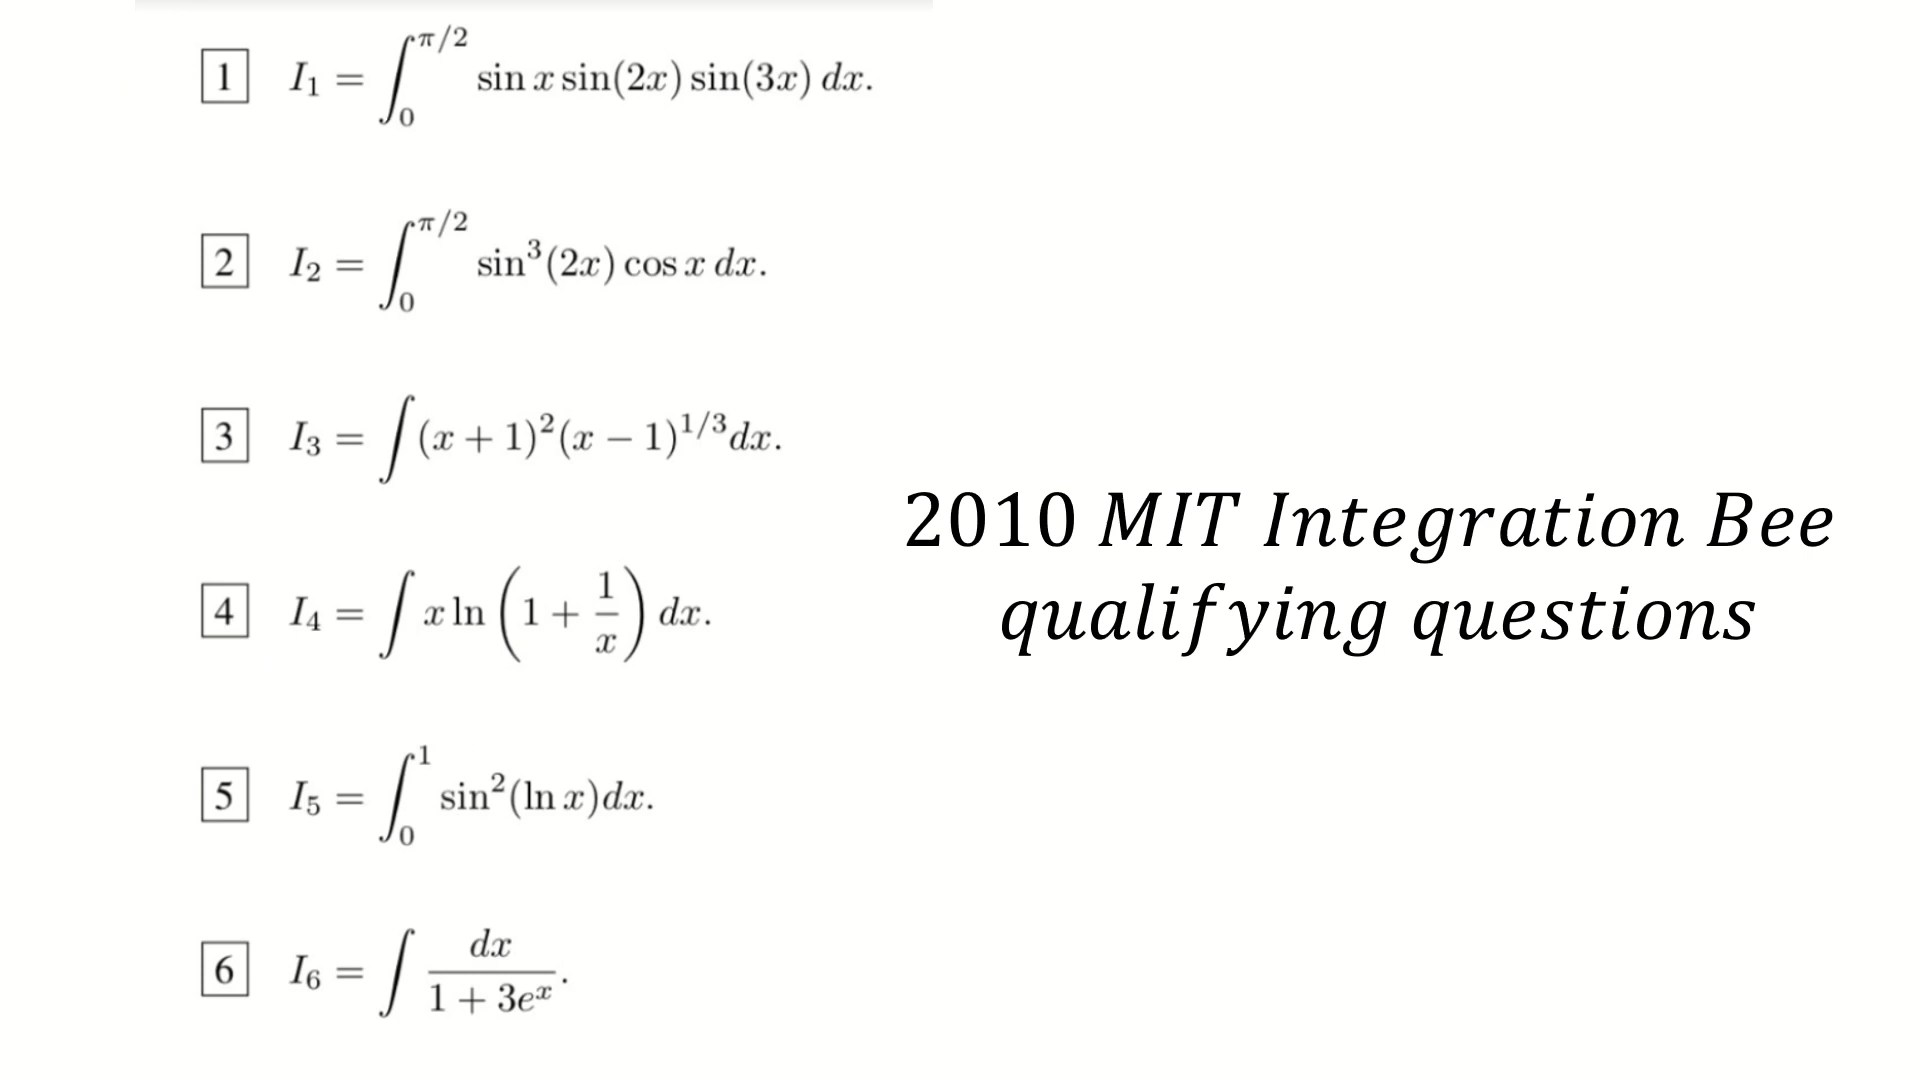 1 I₁ = ∫₀^{π/2} sin x sin(2x) sin(3x) dx.
2 I₂ = ∫₀^{π/2} sin³(2x) cos x dx.
3 I₃ = ∫(x + 1)²(x − 1)^{1/3}dx.
4 I₄ = ∫ x ln (1 + 1/x) dx.
2010 MIT Integration Bee
qualifying questions
5 I₅ = ∫₀¹ sin²(ln x)dx.
6 I₆ = ∫ dx/(1 + 3eˣ).